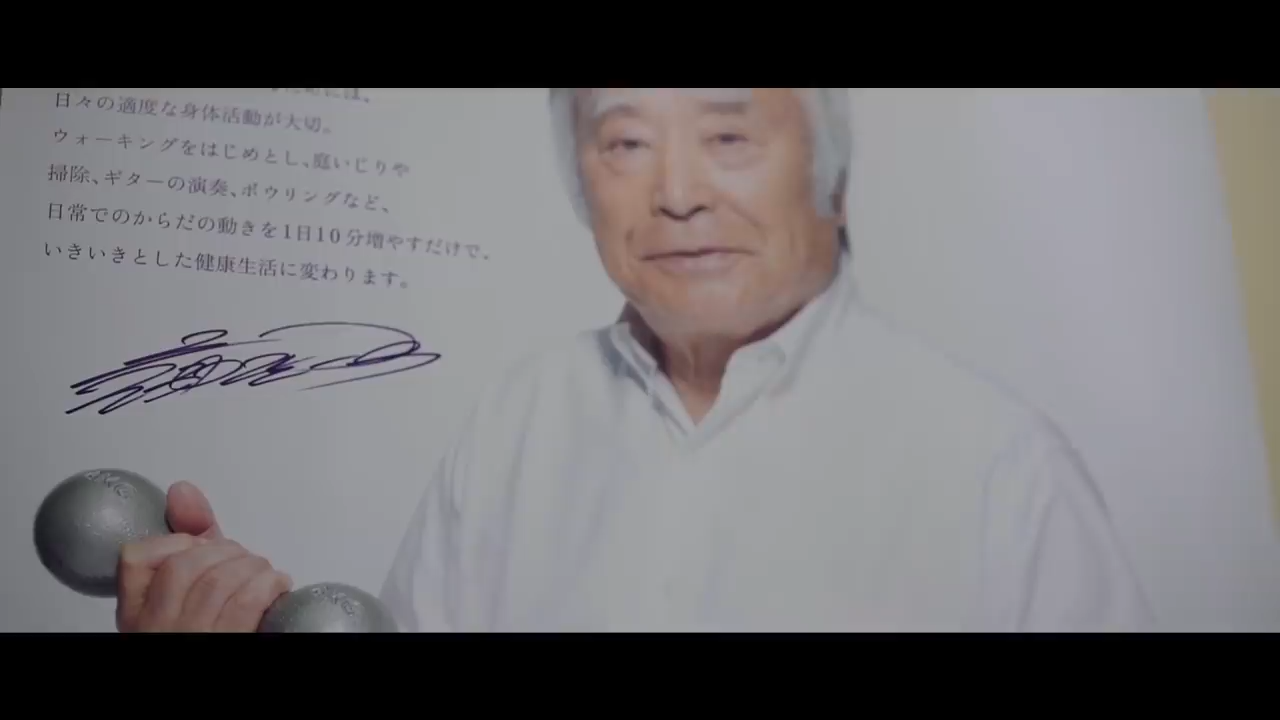 日々の適度な身体活動が大切。
ウォーキングをはじめとし、庭いじりや
掃除、ギターの演奏、ボウリングなど、
日常でのからだの動きを1日10分増やすだけで、
いきいきとした健康生活に変わります。